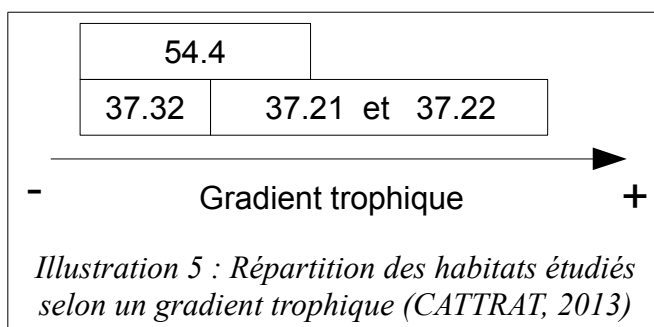 54.4
37.32 37.21 et 37.22
- Gradient trophique +
Illustration 5 : Répartition des habitats étudiés
selon un gradient trophique (CATTRAT, 2013)